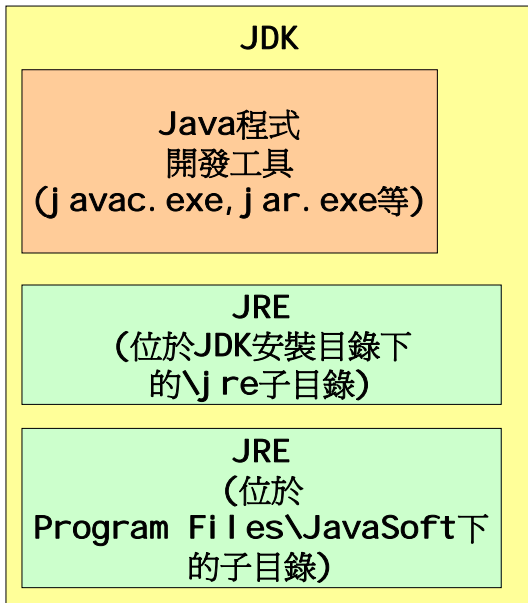 JDK
Java程式
開發工具
(javac.exe,jar.exe等)
JRE
(位於JDK安裝目錄下
的\jre子目錄)
JRE
(位於
Program Files\JavaSoft下
的子目錄)